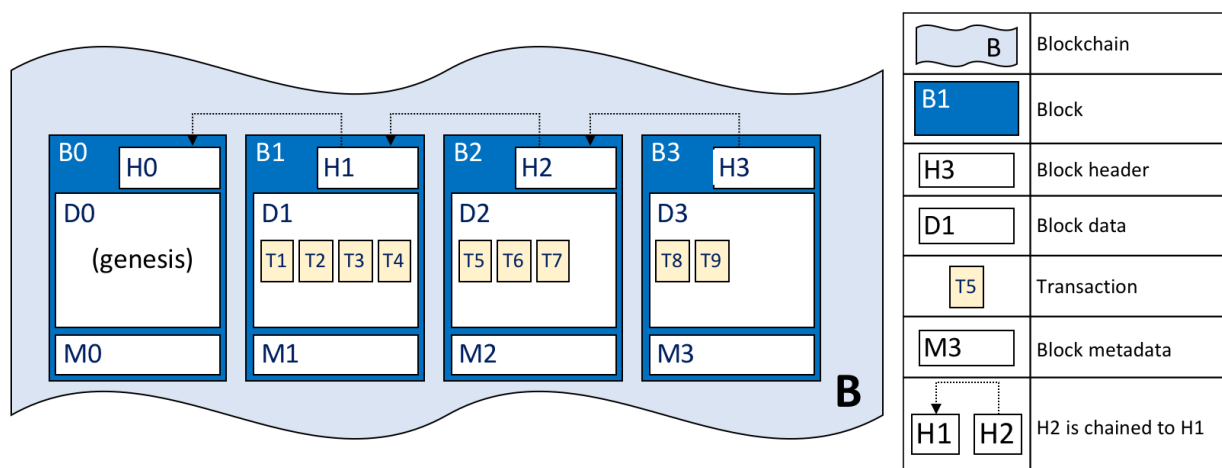 B0
H0
D0
(genesis)
M0
B1
H1
D1
T1 T2 T3 T4
M1
B2
H2
D2
T5 T6 T7
M2
B3
H3
D3
T8 T9
M3
B
B Blockchain
B1 Block
H3 Block header
D1 Block data
T5 Transaction
M3 Block metadata
H1 H2 H2 is chained to H1